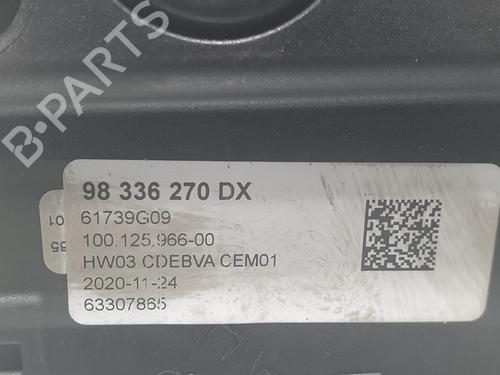 98 336 270 DX
61739G09
100.125.966-00
HW03 CDEBVA CEM01
2020-11-24
63307865
B-PARTS